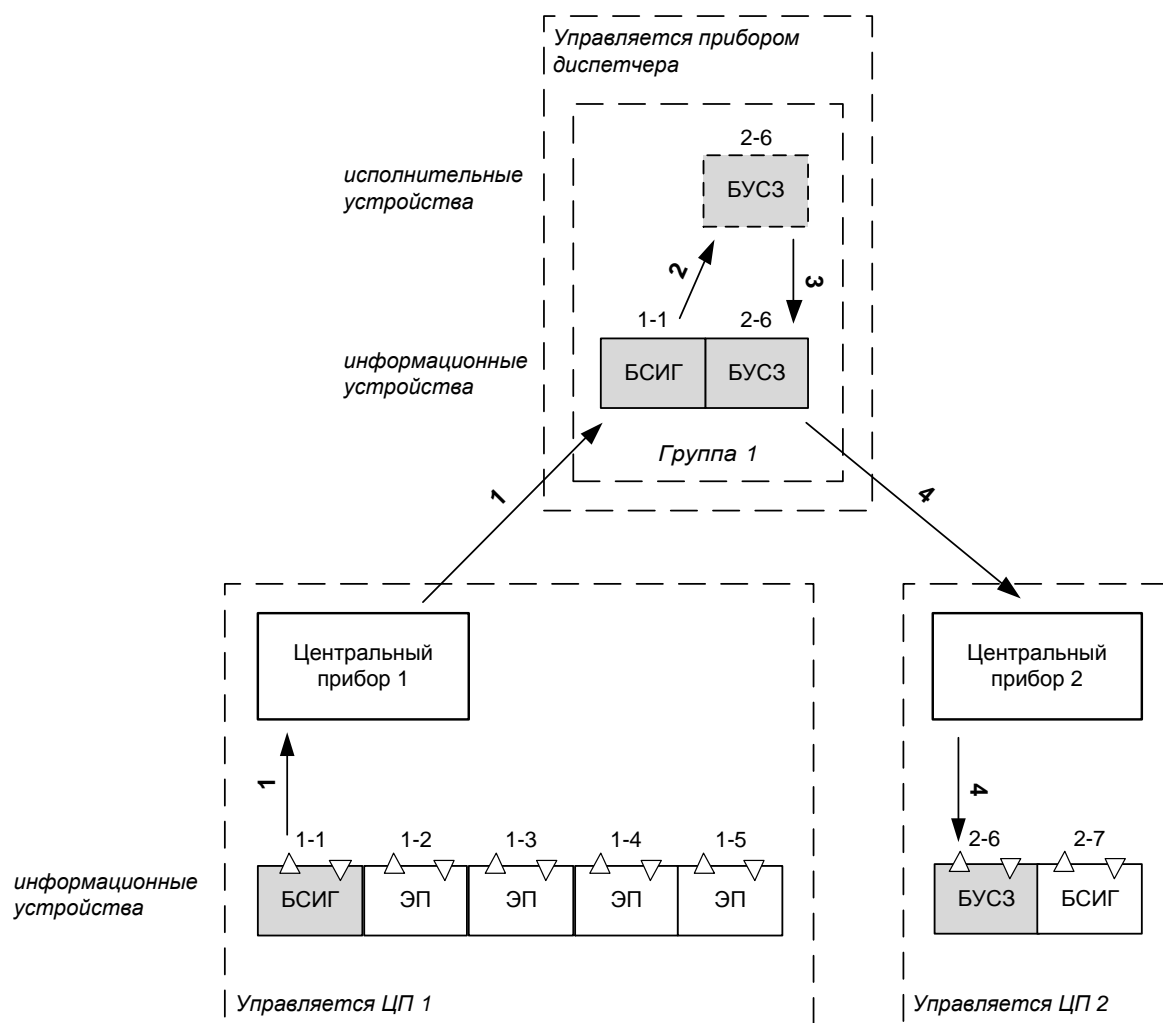 Управляется прибором
диспетчера
2-6
исполнительные
устройства
БУСЗ
2
3
1-1
2-6
информационные
устройства
БСИГ
БУСЗ
Группа 1
1
4
Центральный
прибор 1
Центральный
прибор 2
1
4
1-1
1-2
1-3
1-4
1-5
2-6
2-7
информационные
устройства
БСИГ
ЭП
ЭП
ЭП
ЭП
БУСЗ
БСИГ
Управляется ЦП 1
Управляется ЦП 2